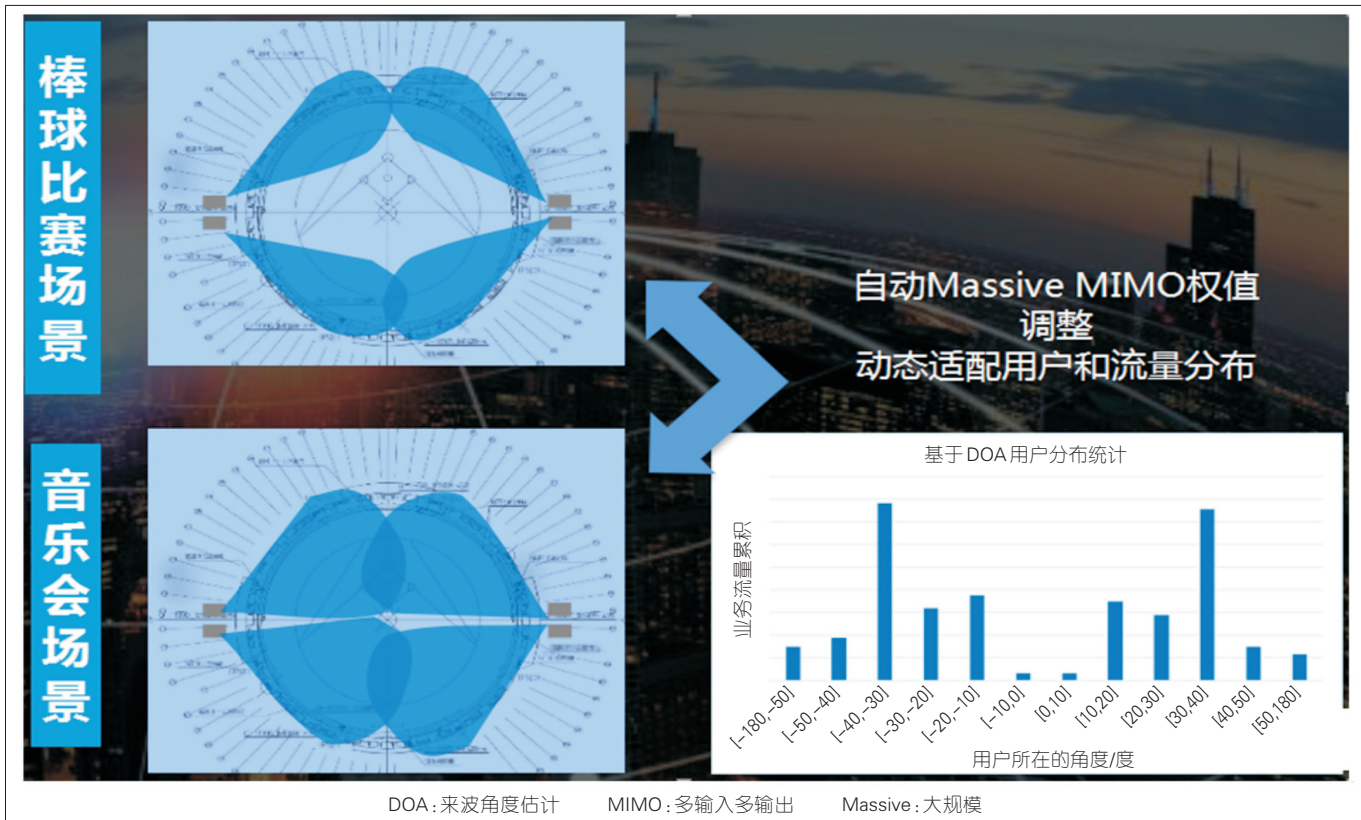 棒球比赛场景
自动Massive MIMO权值
调整
动态适配用户和流量分布
音乐会场景
基于DOA用户分布统计
业务流量累积
[-180,-50]
[-50,-40]
[-40,-30]
[-30,-20]
[-20,-10]
[-10,0]
[0,10]
[10,20]
[20,30]
[30,40]
[40,50]
[50,180]
用户所在的角度/度
DOA:来波角度估计 MIMO:多输入多输出 Massive:大规模